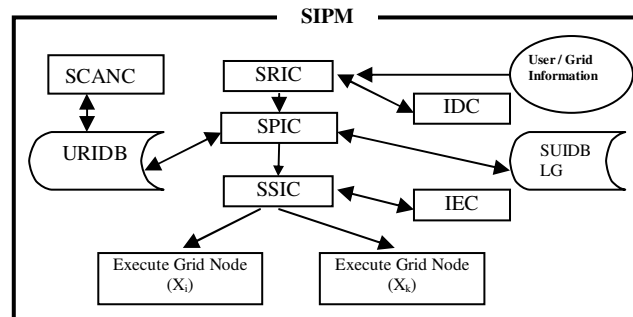 SIPM
SCANC
SRIC
User / Grid
Information
IDC
SPIC
URIDB
SUIDB
LG
SSIC
IEC
Execute Grid Node
(Xi)
Execute Grid Node
(Xk)